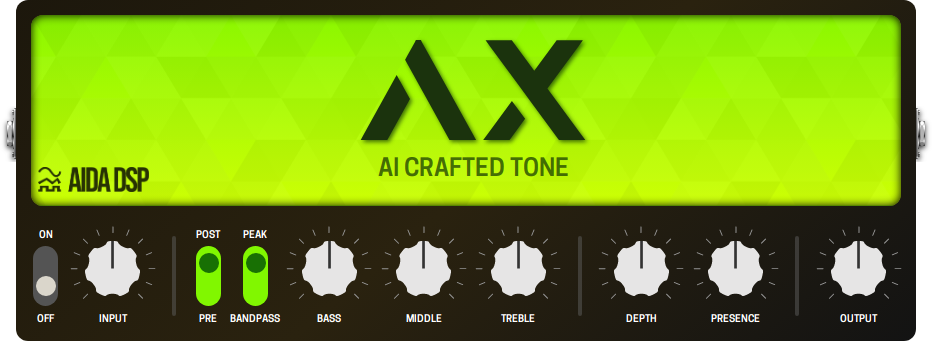 AX
AI CRAFTED TONE
AIDA DSP
ON
POST
PEAK
OFF
INPUT
PRE
BANDPASS
BASS
MIDDLE
TREBLE
DEPTH
PRESENCE
OUTPUT